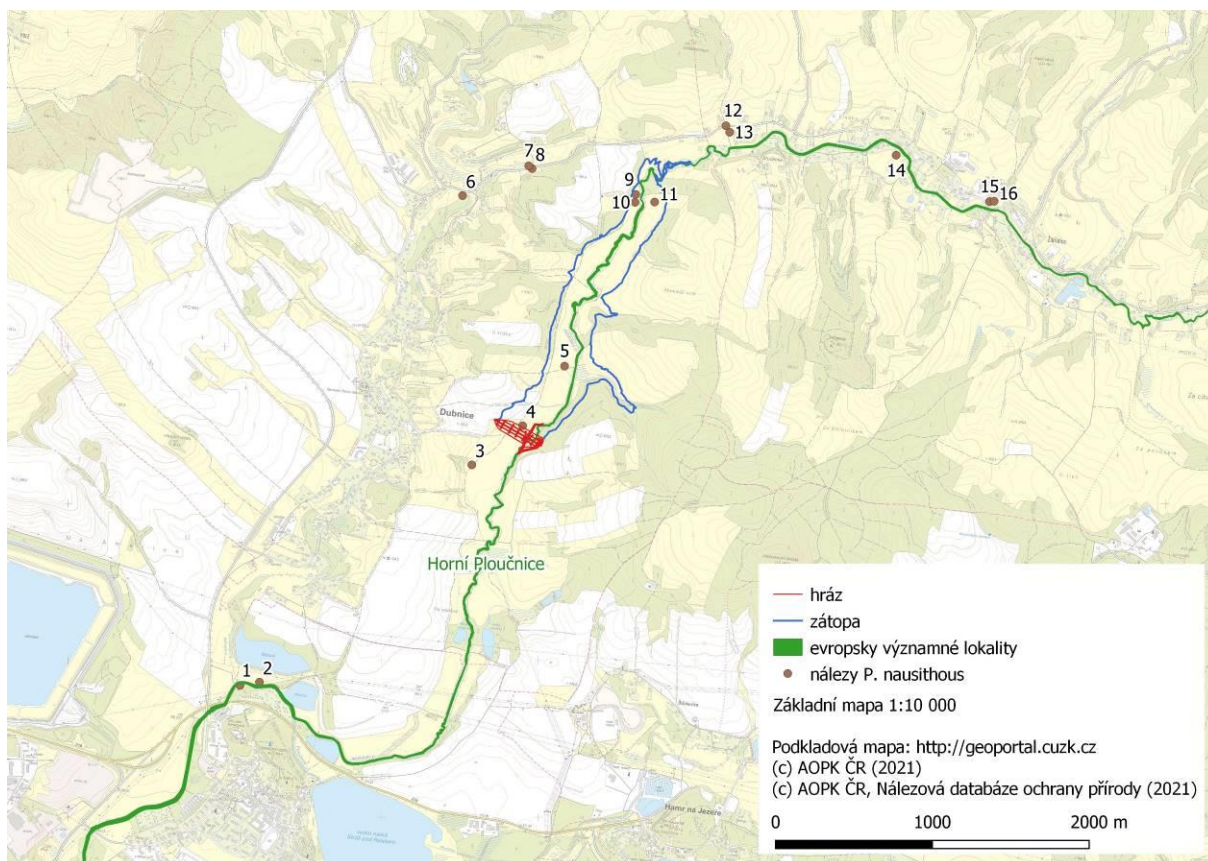 12
13
7
8
14
6
9
10
11
15
16
5
Dubnice
4
3
Horní Ploučnice
1
2
Hamr na Jezeře
hráz
zátopa
evropsky významné lokality
nálezy P. nausithous
Základní mapa 1:10 000
Podkladová mapa: http://geoportal.cuzk.cz
(c) AOPK ČR (2021)
(c) AOPK ČR, Nálezová databáze ochrany přírody (2021)
0 1000 2000 m